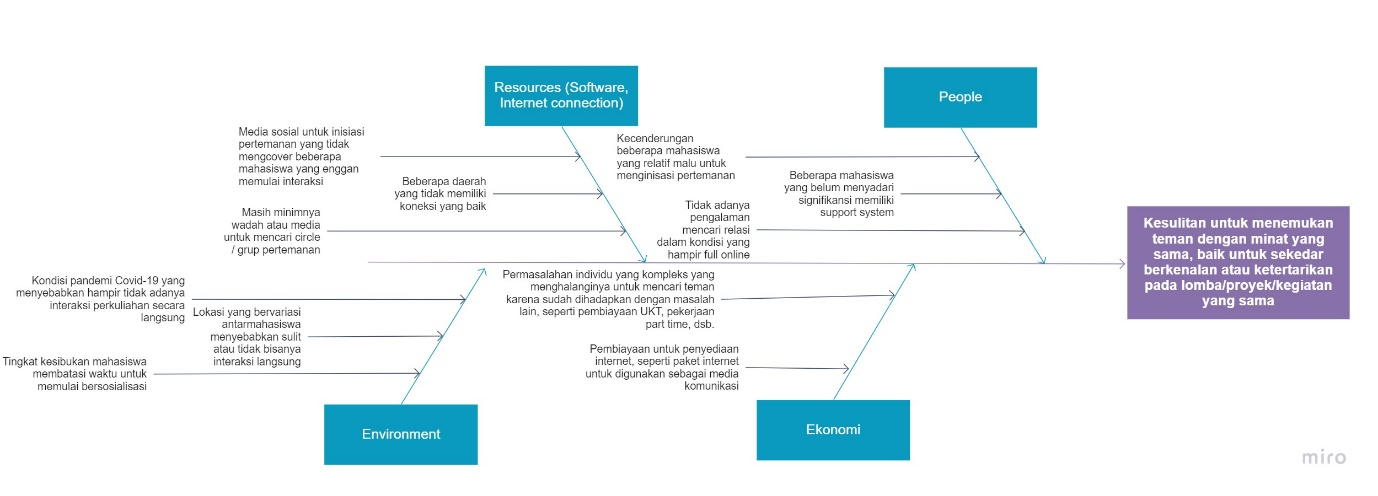 Resources (Software,
Internet connection)
People
Media sosial untuk inisiasi
pertemanan yang tidak
mengcover beberapa
mahasiswa yang enggan
memulai interaksi
Beberapa daerah
yang tidak memiliki
koneksi yang baik
Masih minimnya
wadah atau media
untuk mencari circle
/ grup pertemanan
Kecenderungan
beberapa mahasiswa
yang relatif malu untuk
menginisasi pertemanan
Beberapa mahasiswa
yang belum menyadari
signifikansi memiliki
support system
Tidak adanya
pengalaman
mencari relasi
dalam kondisi yang
hampir full online
Kesulitan untuk menemukan
teman dengan minat yang
sama, baik untuk sekedar
berkenalan atau ketertarikan
pada lomba/proyek/kegiatan
yang sama
Kondisi pandemi Covid-19 yang
menyebabkan hampir tidak adanya
interaksi perkuliahan secara
langsung
Lokasi yang bervariasi
antarmahasiswa
menyebabkan sulit
atau tidak bisanya
interaksi langsung
Tingkat kesibukan mahasiswa
membatasi waktu untuk
memulai bersosialisasi
Permasalahan individu yang kompleks yang
menghalanginya untuk mencari teman
karena sudah dihadapkan dengan masalah
lain, seperti pembiayaan UKT, pekerjaan
part time, dsb.
Pembiayaan untuk penyediaan
internet, seperti paket internet
untuk digunakan sebagai media
komunikasi
Environment
Ekonomi
miro